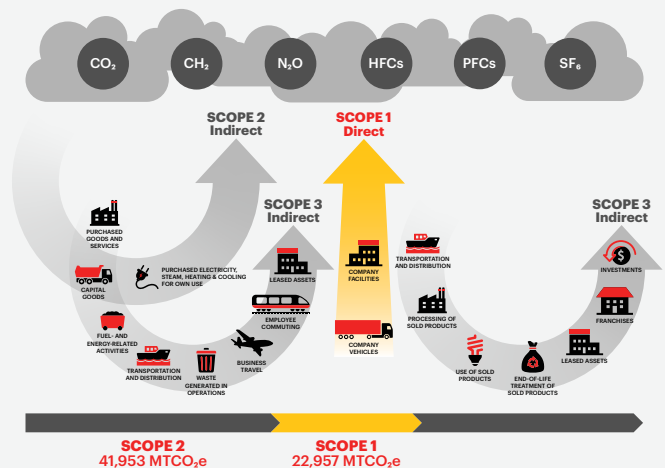 CO₂
CH₂
N₂O
HFCs
PFCs
SF₆
SCOPE 2
Indirect
SCOPE 1
Direct
SCOPE 3
Indirect
SCOPE 3
Indirect
PURCHASED
GOODS AND
SERVICES
CAPITAL
GOODS
FUEL- AND
ENERGY-RELATED
ACTIVITIES
PURCHASED ELECTRICITY,
STEAM, HEATING & COOLING
FOR OWN USE
TRANSPORTATION
AND DISTRIBUTION
WASTE
GENERATED IN
OPERATIONS
BUSINESS
TRAVEL
EMPLOYEE
COMMUTING
LEASED ASSETS
COMPANY
FACILITIES
COMPANY
VEHICLES
TRANSPORTATION
AND DISTRIBUTION
PROCESSING OF
SOLD PRODUCTS
USE OF SOLD
PRODUCTS
END-OF-LIFE
TREATMENT OF
SOLD PRODUCTS
LEASED ASSETS
FRANCHISES
$
INVESTMENTS
SCOPE 2
41,953 MTCO₂e
SCOPE 1
22,957 MTCO₂e